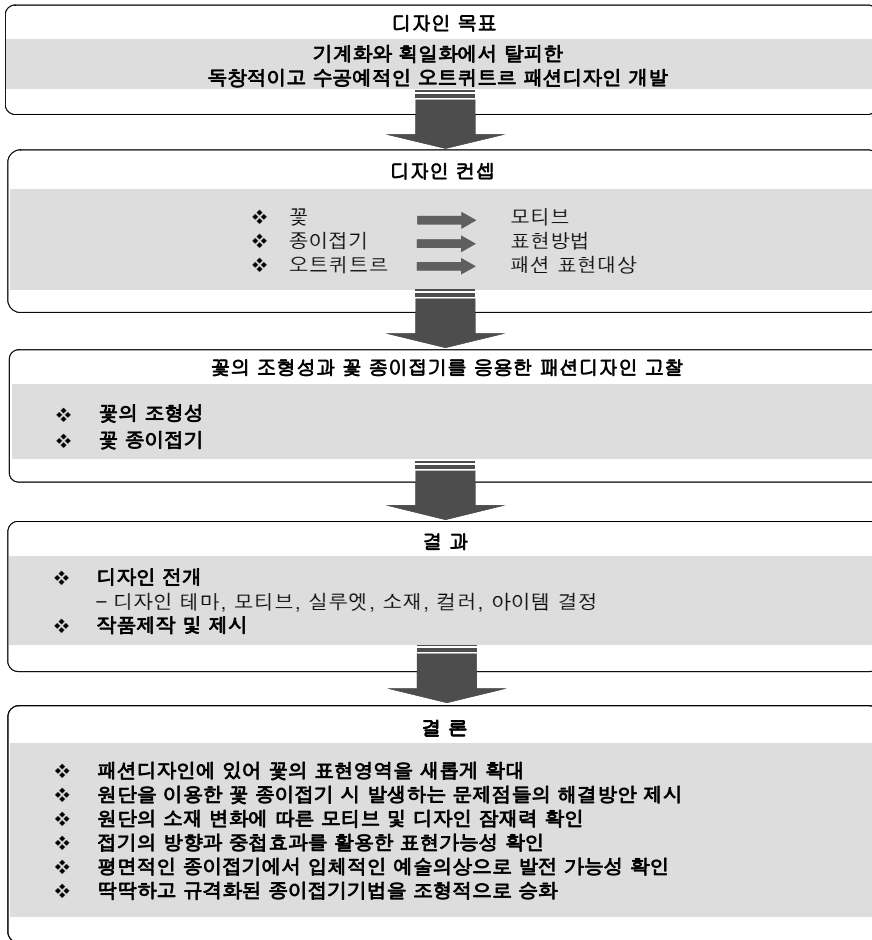 디자인 목표
기계화와 획일화에서 탈피한
독창적이고 수공예적인 오트퀴트르 패션디자인 개발
디자인 컨셉
❖ 꽃 모티브
❖ 종이접기 표현방법
❖ 오트퀴트르 패션 표현대상
꽃의 조형성과 꽃 종이접기를 응용한 패션디자인 고찰
❖ 꽃의 조형성
❖ 꽃 종이접기
결 과
❖ 디자인 전개
– 디자인 테마, 모티브, 실루엣, 소재, 컬러, 아이템 결정
❖ 작품제작 및 제시
결 론
❖ 패션디자인에 있어 꽃의 표현영역을 새롭게 확대
❖ 원단을 이용한 꽃 종이접기 시 발생하는 문제점들의 해결방안 제시
❖ 원단의 소재 변화에 따른 모티브 및 디자인 잠재력 확인
❖ 접기의 방향과 중첩효과를 활용한 표현가능성 확인
❖ 평면적인 종이접기에서 입체적인 예술의상으로 발전 가능성 확인
❖ 딱딱하고 규격화된 종이접기기법을 조형적으로 승화